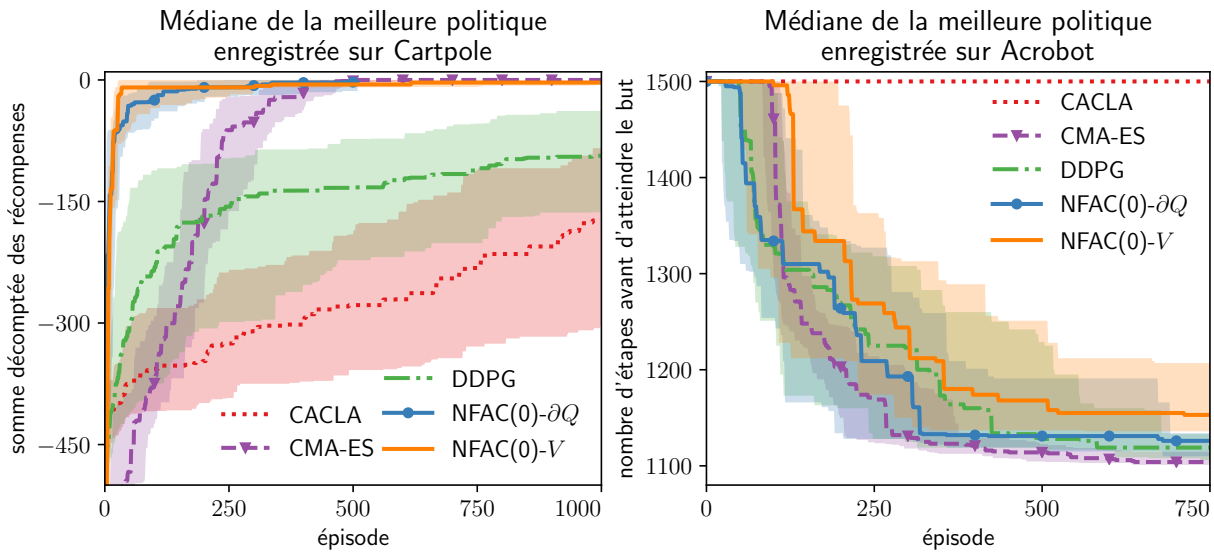 Médiane de la meilleure politique
enregistrée sur Cartpole
somme décomptée des récompenses
0
−150
−300
−450
DDPG
CACLA
NFAC(0)-∂Q
CMA-ES
NFAC(0)-V
0
250
500
750
1000
épisode
Médiane de la meilleure politique
enregistrée sur Acrobot
nombre d'étapes avant d'atteindre le but
1500
1400
1300
1200
1100
CACLA
CMA-ES
DDPG
NFAC(0)-∂Q
NFAC(0)-V
0
250
500
750
épisode